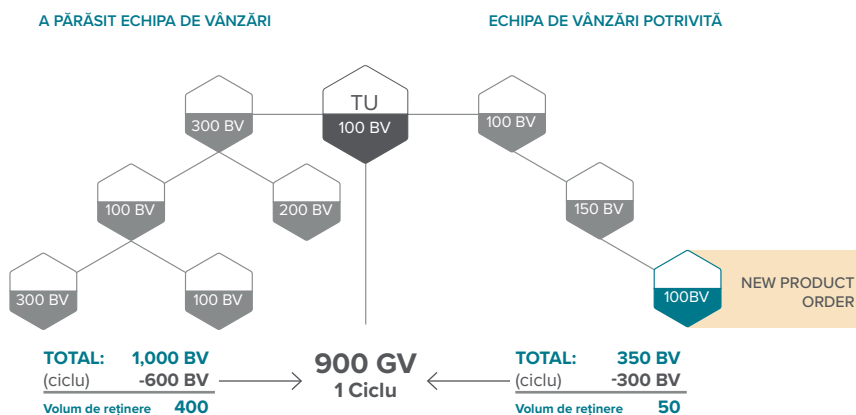 A PĂRĂSIT ECHIPA DE VÂNZĂRI
ECHIPA DE VÂNZĂRI POTRIVITĂ
TU
300 BV
100 BV
100 BV
100 BV
200 BV
150 BV
300 BV
100 BV
100BV
NEW PRODUCT
ORDER
TOTAL: 1,000 BV
(ciclu) -600 BV
Volum de reținere 400
900 GV
1 Ciclu
TOTAL: 350 BV
(ciclu) -300 BV
Volum de reținere 50